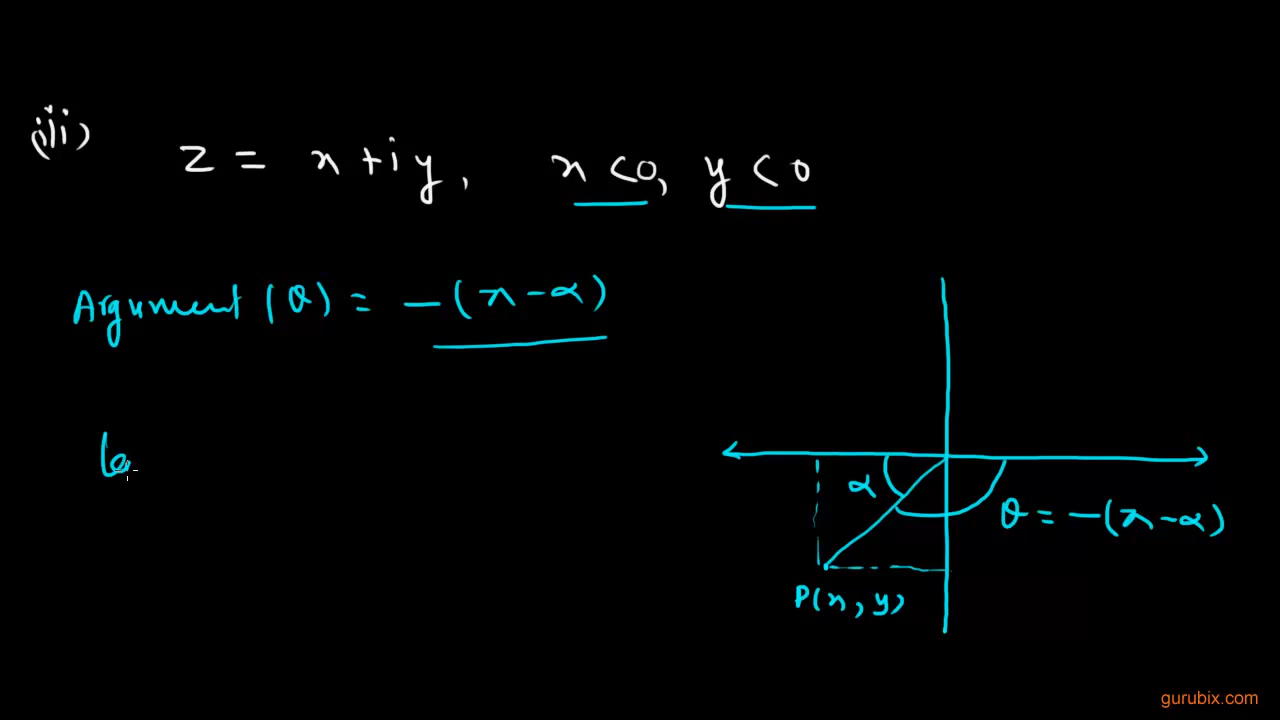 (iii)
z = x + iy, x < 0, y < 0
Argument (θ) = -(π - α)
α
θ = -(π - α)
P(x, y)
gurubix.com